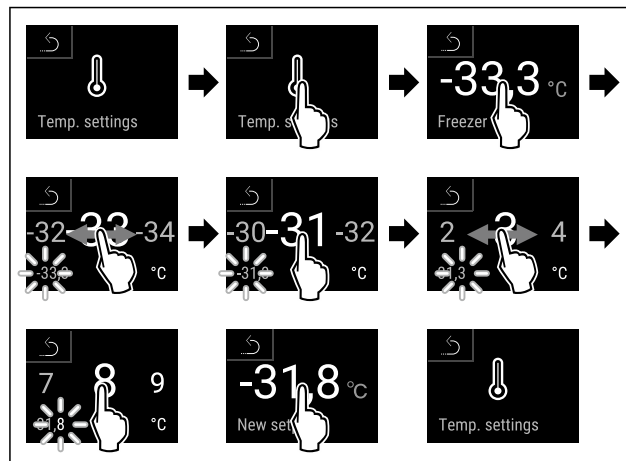 Temp. settings
Temp.
-33,3 °C
Freezer
-32 -33 -34
°C
-30 -31 -32
°C
2 3 4
°C
7 8 9
°C
-31,8 °C
New
Temp. settings